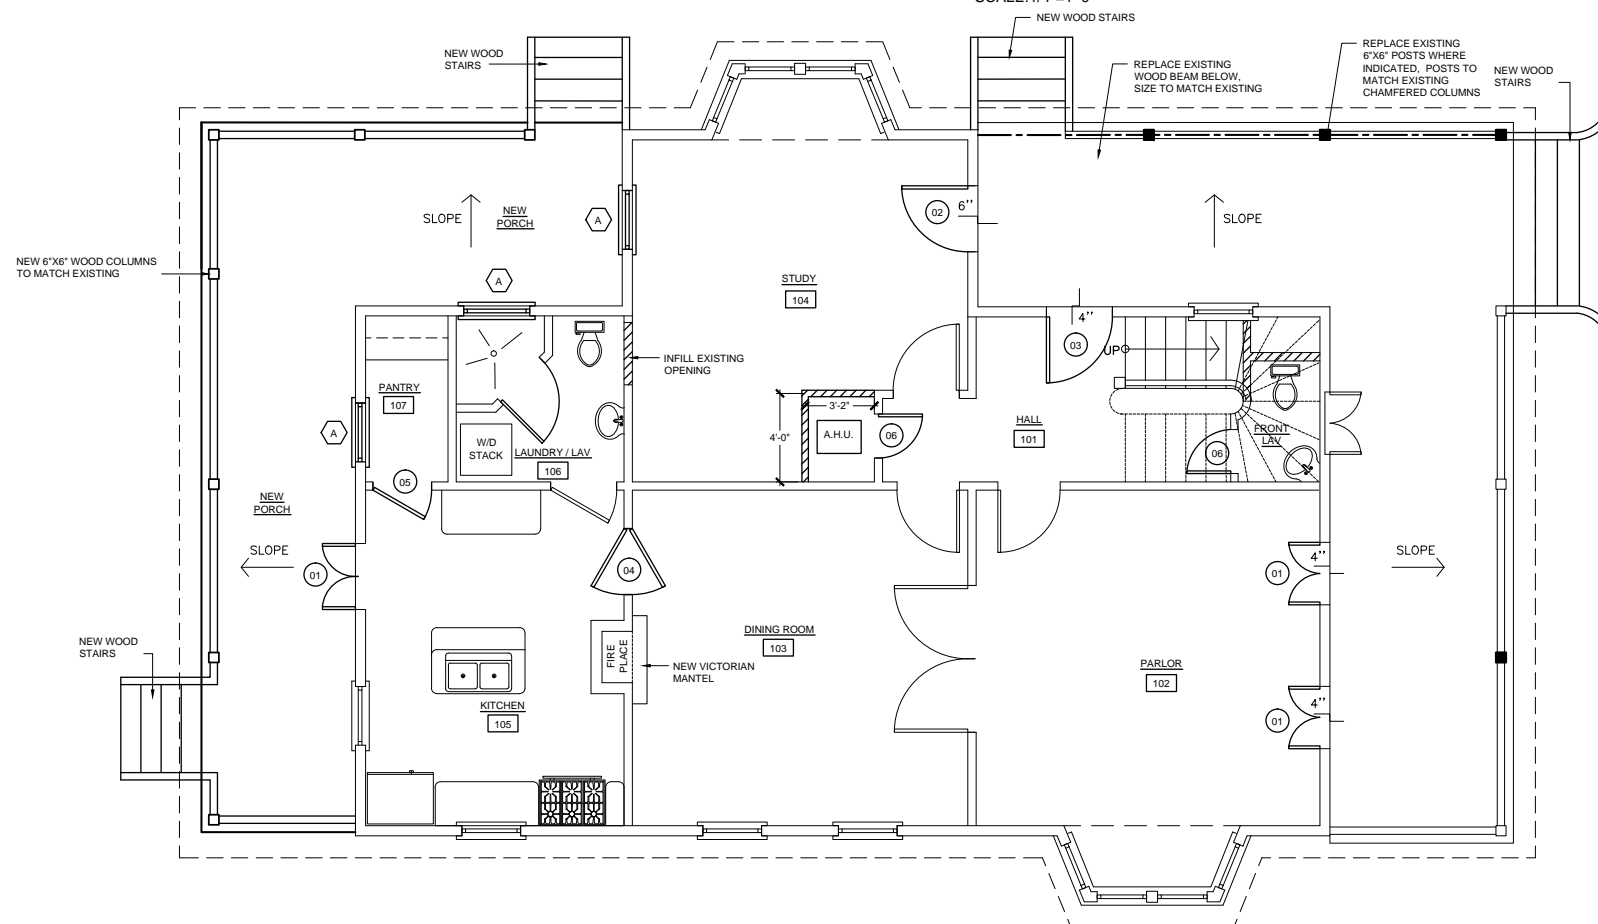 NEW WOOD STAIRS
NEW WOOD
STAIRS
REPLACE EXISTING
WOOD BEAM BELOW,
SIZE TO MATCH EXISTING
REPLACE EXISTING
6"X6" POSTS WHERE
INDICATED, POSTS TO
MATCH EXISTING
CHAMFERED COLUMNS
NEW WOOD
STAIRS
SLOPE
NEW
PORCH
A
02
6''
SLOPE
NEW 6"X6" WOOD COLUMNS
TO MATCH EXISTING
A
STUDY
104
4''
03
UP
INFILL EXISTING
OPENING
PANTRY
107
3'-2"
4'-0"
A.H.U.
06
HALL
101
FRONT
LAV
06
A
W/D
STACK
LAUNDRY / LAV
106
05
NEW
PORCH
SLOPE
01
04
01
4''
SLOPE
NEW WOOD
STAIRS
FIRE
PLACE
NEW VICTORIAN
MANTEL
DINING ROOM
103
PARLOR
102
KITCHEN
105
01
4''